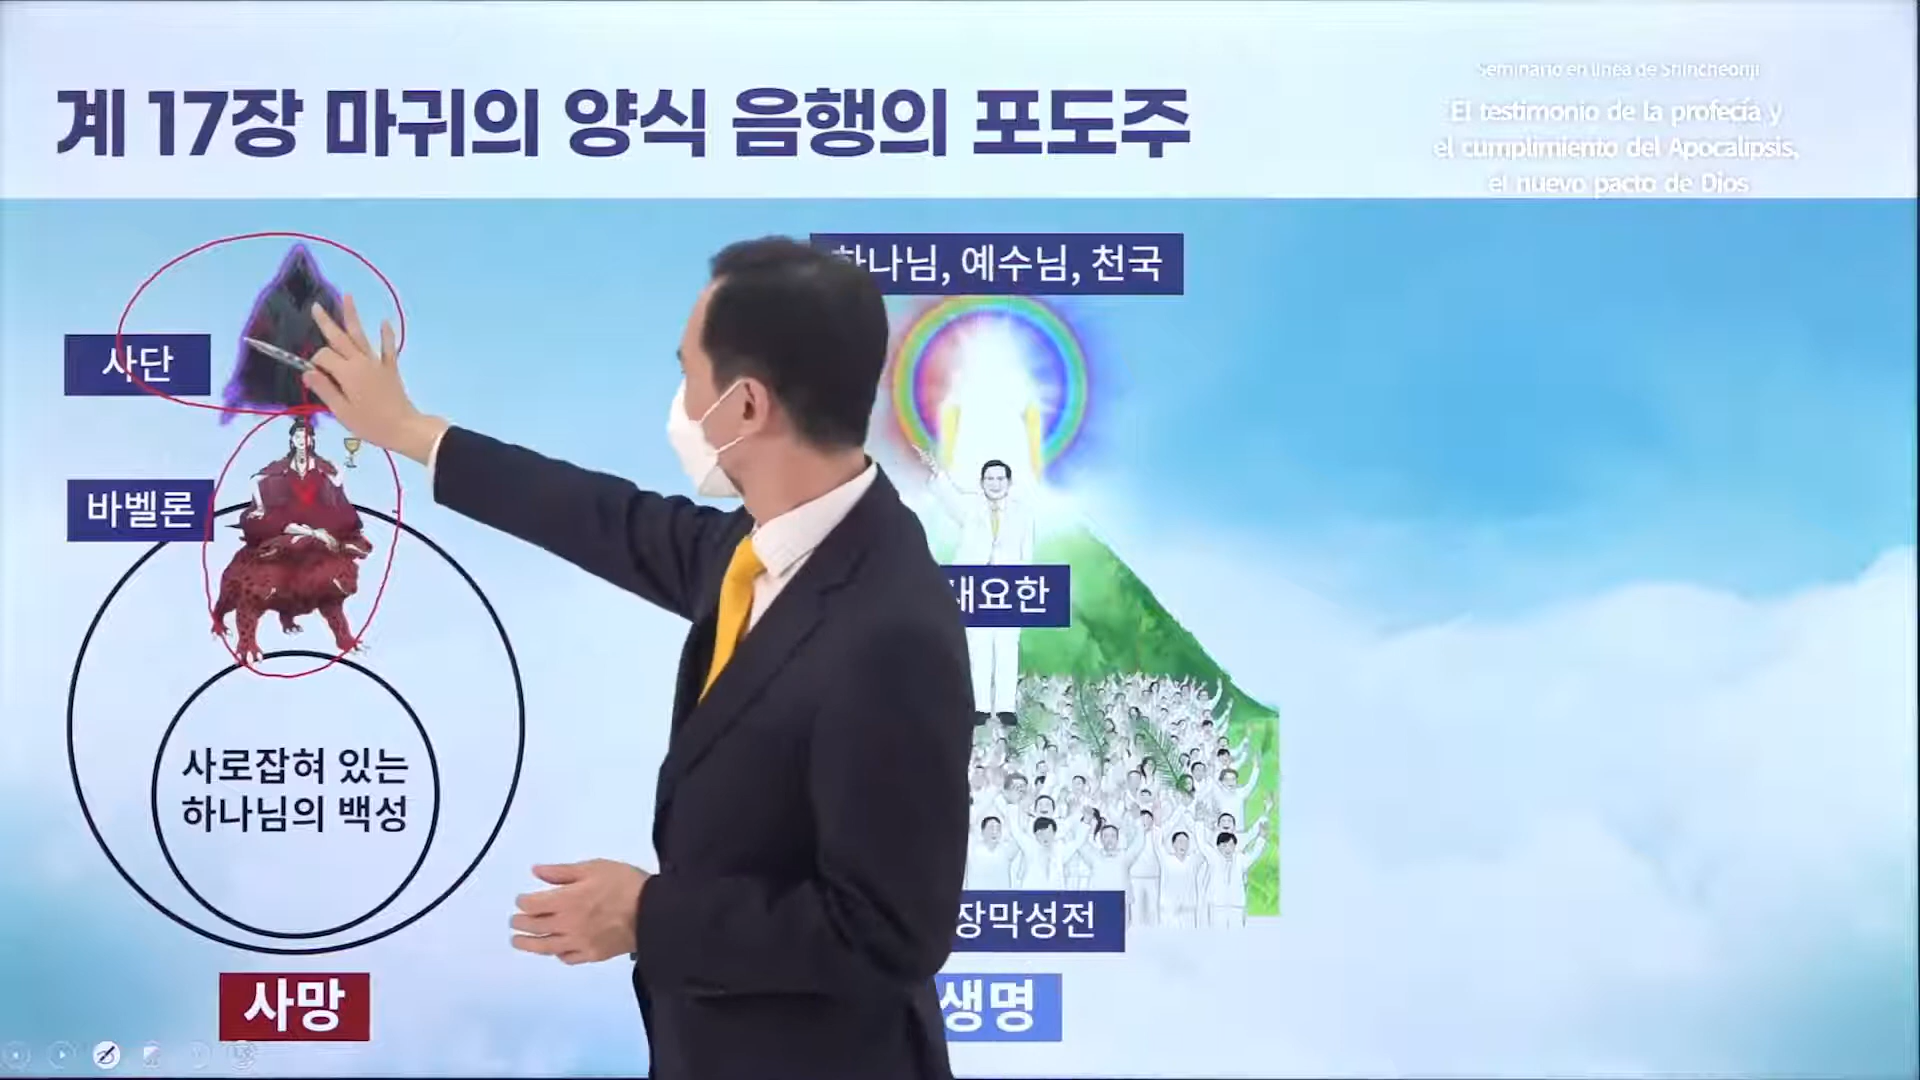 계 17장 마귀의 양식 음행의 포도주
Seminario en línea de Shincheonji
El testimonio de la profecía y
el cumplimiento del Apocalipsis,
el nuevo pacto de Dios
나님, 예수님, 천국
사단
바벨론
요한
사로잡혀 있는
하나님의 백성
장막성전
사망
생명